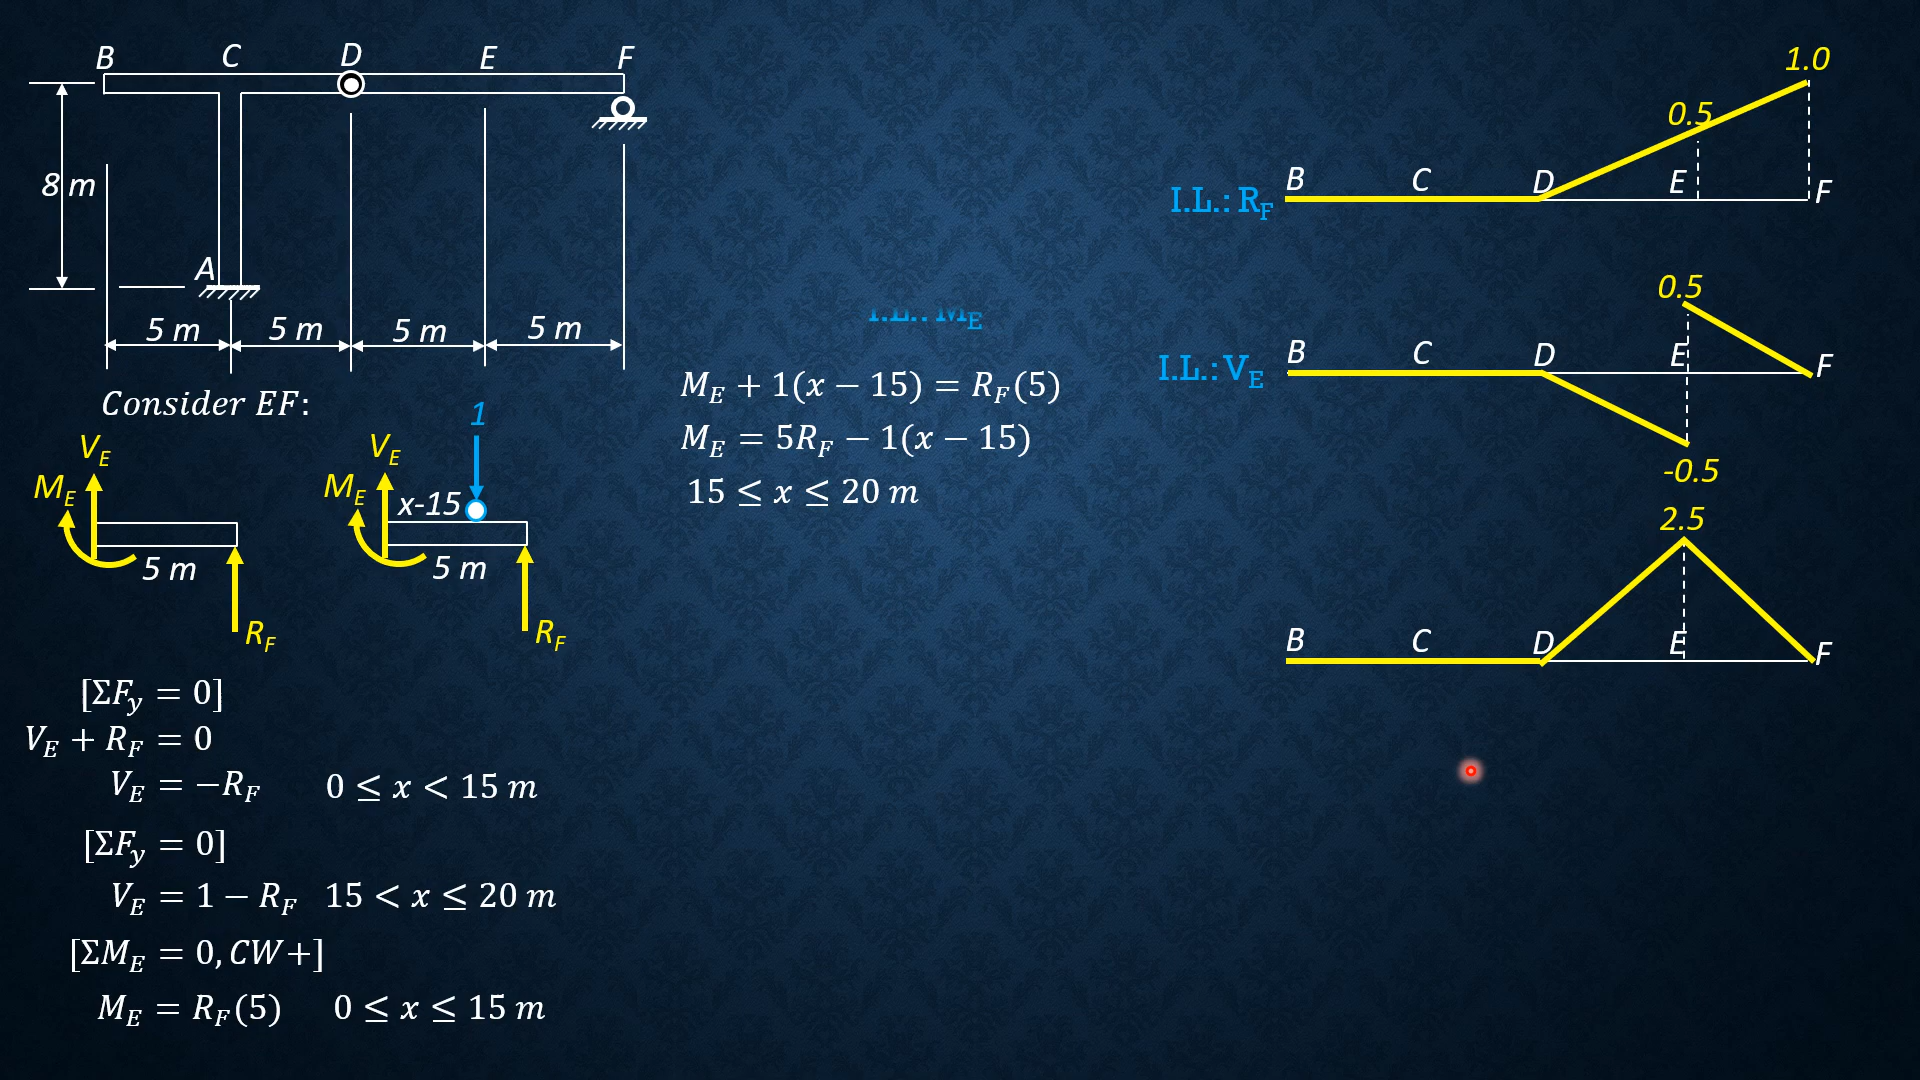 B C D E F
8 m
A
5 m 5 m 5 m 5 m
Consider EF:
V_E
M_E
5 m
R_F
1
V_E
M_E
x-15
5 m
R_F
[ΣF_y = 0]
V_E + R_F = 0
V_E = −R_F 0 ≤ x < 15 m
[ΣF_y = 0]
V_E = 1 − R_F 15 < x ≤ 20 m
[ΣM_E = 0, CW +]
M_E = R_F(5) 0 ≤ x ≤ 15 m
I.L.: M_E
M_E + 1(x − 15) = R_F(5)
M_E = 5R_F − 1(x − 15)
15 ≤ x ≤ 20 m
1.0
0.5
I.L.: R_F
B C D E F
0.5
I.L.: V_E
B C D E F
-0.5
2.5
B C D E F